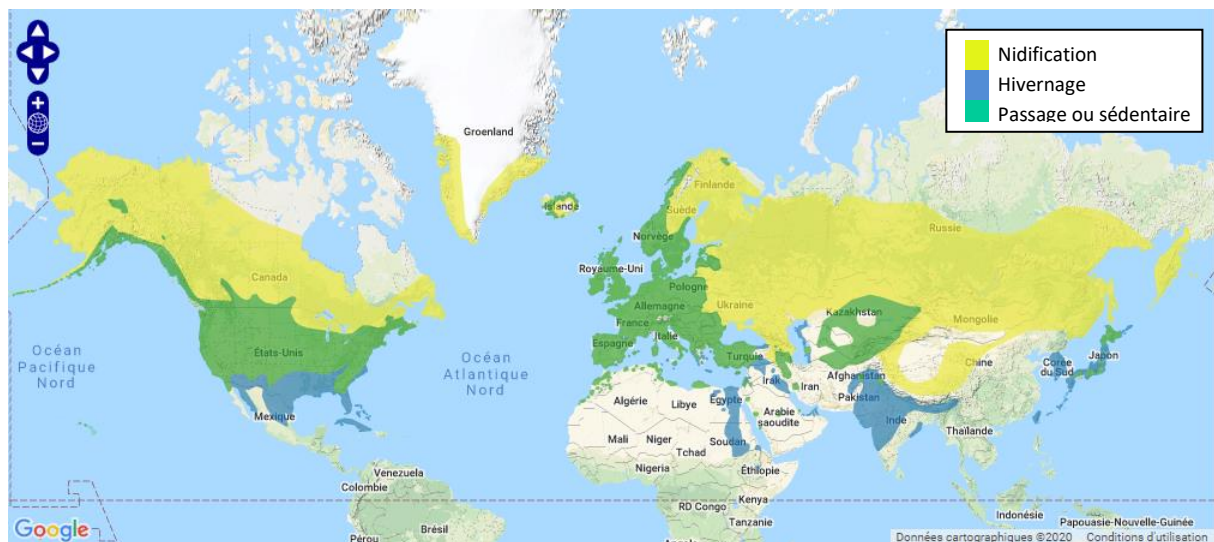 Nidification
Hivernage
Passage ou sédentaire
Groenland
Islande
Finlande
Suède
Norvège
Russie
Canada
Royaume-Uni
Pologne
Allemagne
Ukraine
France
Kazakhstan
Mongolie
Italie
Espagne
États-Unis
Océan
Pacifique
Nord
Océan
Atlantique
Nord
Turquie
Chine
Corée
du Sud
Japon
Afghanistan
Irak
Iran
Algérie
Libye
Égypte
Pakistan
Mexique
Arabie
saoudite
Inde
Mali
Niger
Soudan
Thaïlande
Tchad
Nigeria
Éthiopie
Venezuela
Colombie
Kenya
RD Congo
Indonésie
Tanzanie
Papouasie-Nouvelle-Guinée
Brésil
Pérou
Google
Données cartographiques ©2020 Conditions d'utilisation